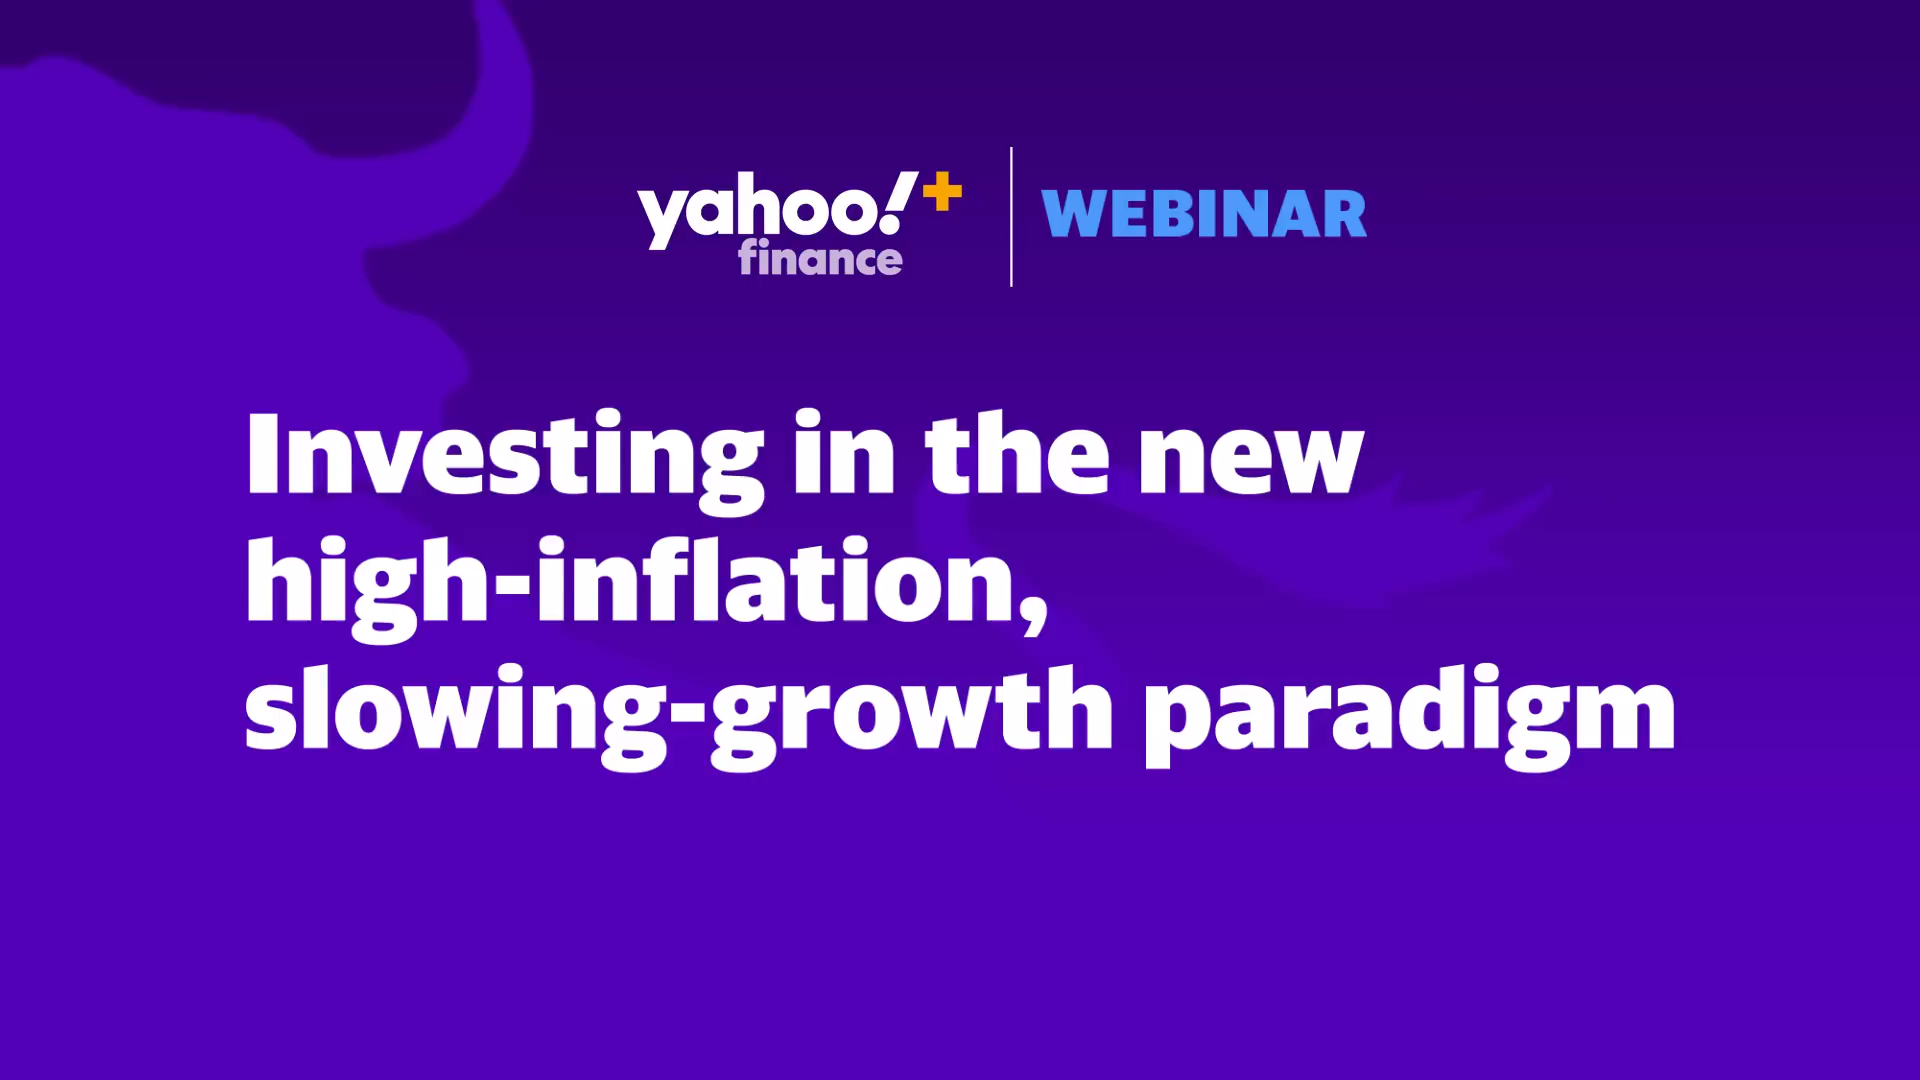 yahoo!+
finance
WEBINAR
Investing in the new
high-inflation,
slowing-growth paradigm